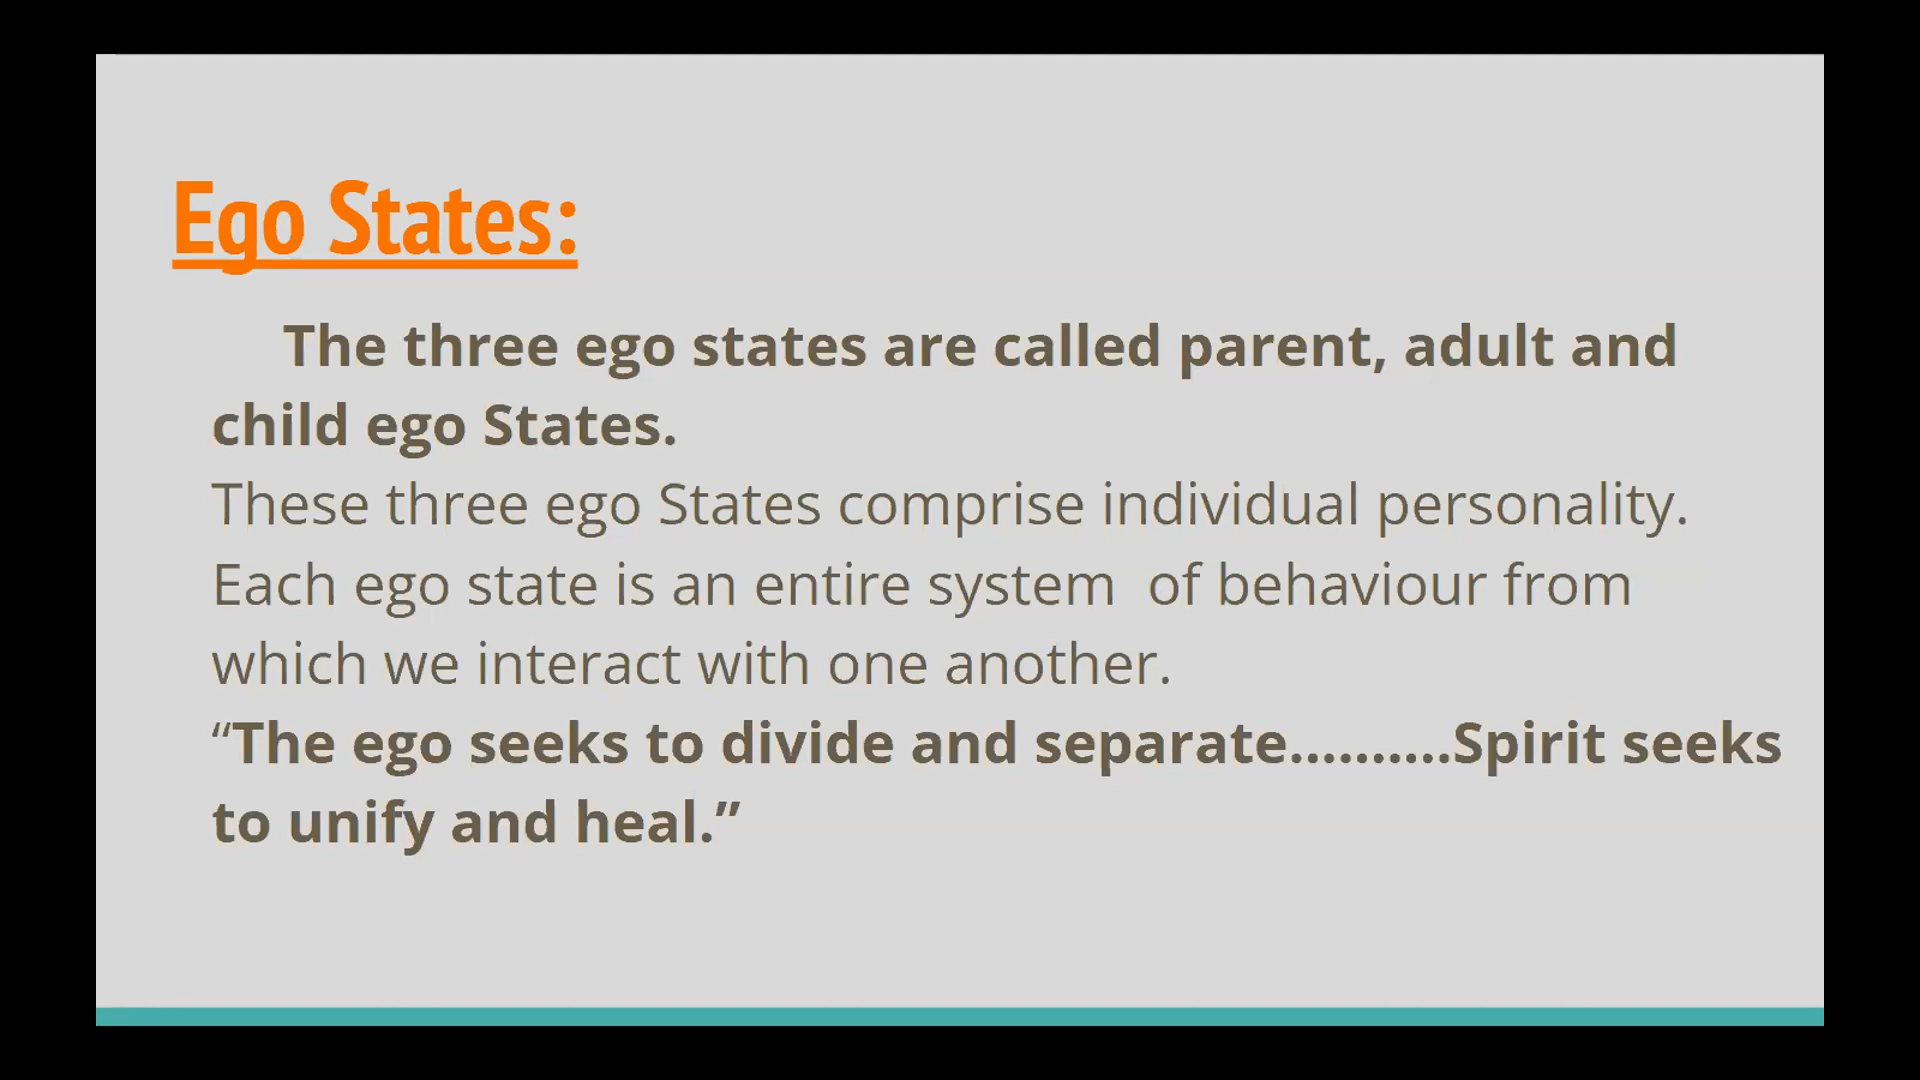 Ego States:
The three ego states are called parent, adult and
child ego States.
These three ego States comprise individual personality.
Each ego state is an entire system  of behaviour from
which we interact with one another.
“The ego seeks to divide and separate..........Spirit seeks
to unify and heal.”